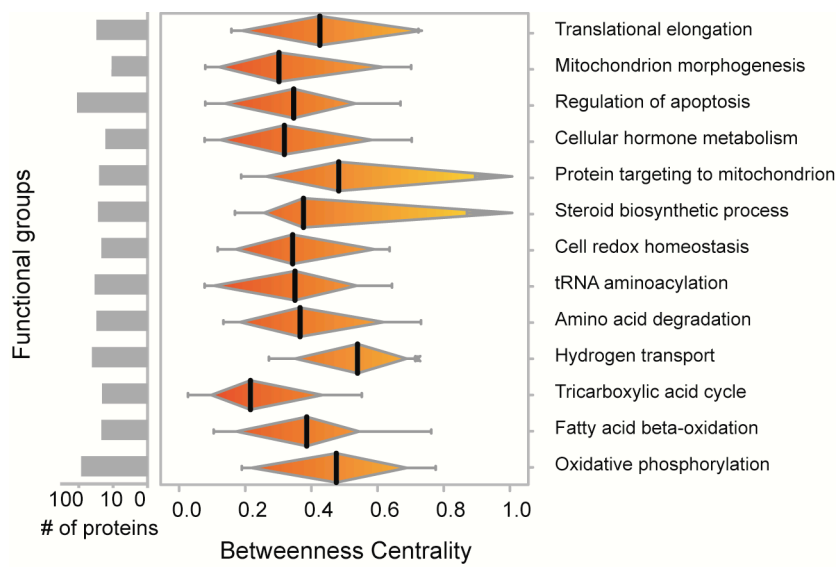 Translational elongation
Mitochondrion morphogenesis
Regulation of apoptosis
Cellular hormone metabolism
Protein targeting to mitochondrion
Steroid biosynthetic process
Cell redox homeostasis
tRNA aminoacylation
Amino acid degradation
Hydrogen transport
Tricarboxylic acid cycle
Fatty acid beta-oxidation
Oxidative phosphorylation
Functional groups
100 10 0
# of proteins
0.0 0.2 0.4 0.6 0.8 1.0
Betweenness Centrality